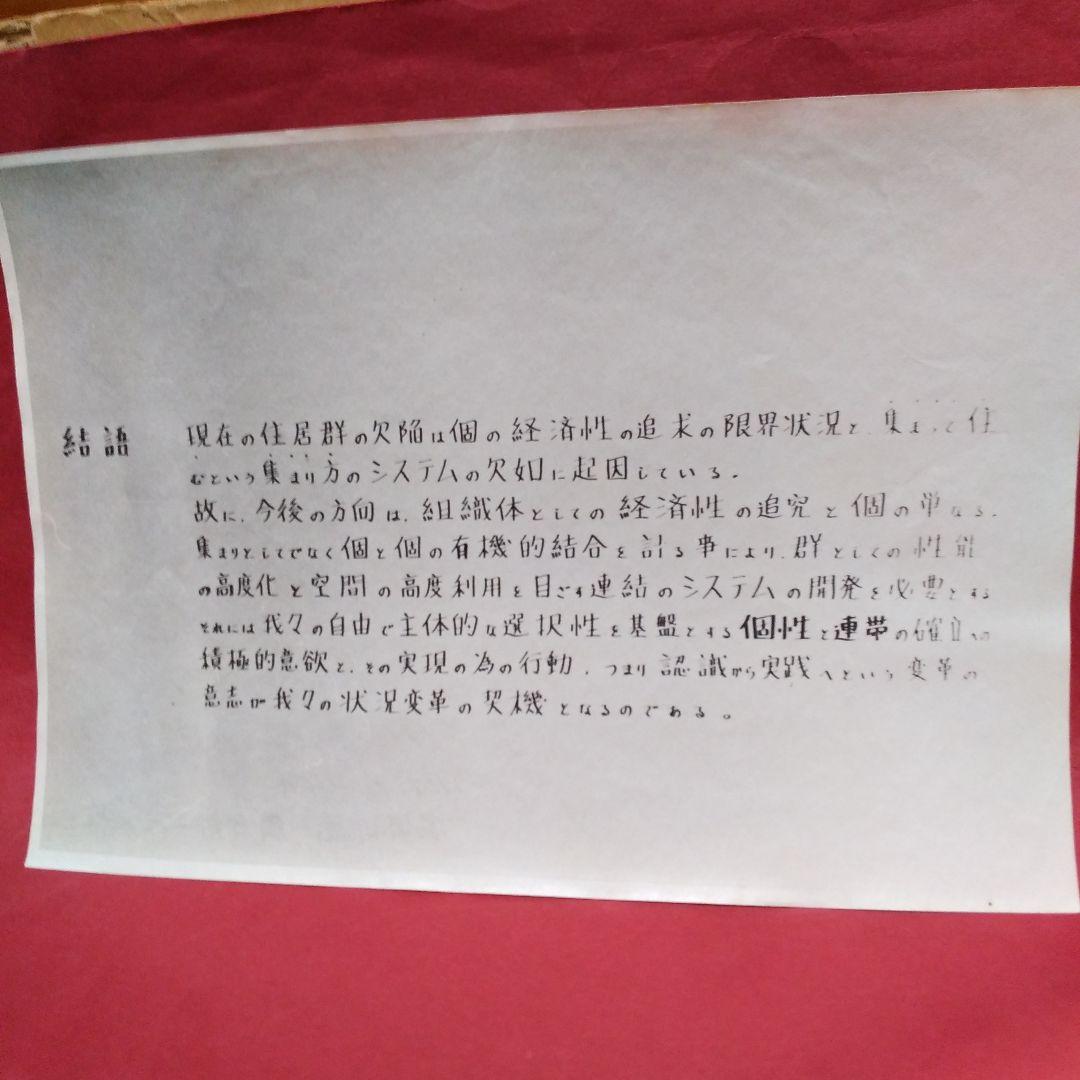 結語 現在の住居群の欠陥は個の経済性の追求の限界状況と、集まって住
むという集まり方のシステムの欠如に起因している。
故に、今後の方向は、組織体としての経済性の追究と個の単なる、
集まりとしてでなく個と個の有機的結合を計る事により、群としての性能
の高度化と空間の高度利用を目ざす連結のシステムの開発を必要とする
それには我々の自由で主体的な選択性を基盤とする個性と連帯の確立への
積極的意欲と、その実現の為の行動、つまり認識から実践へという変革の
意志が我々の状況変革の契機となるのである。